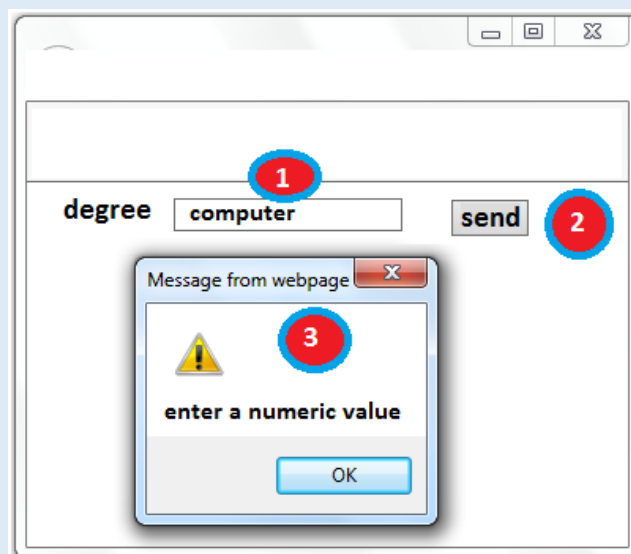 1
degree computer send 2
Message from webpage
3
enter a numeric value
OK